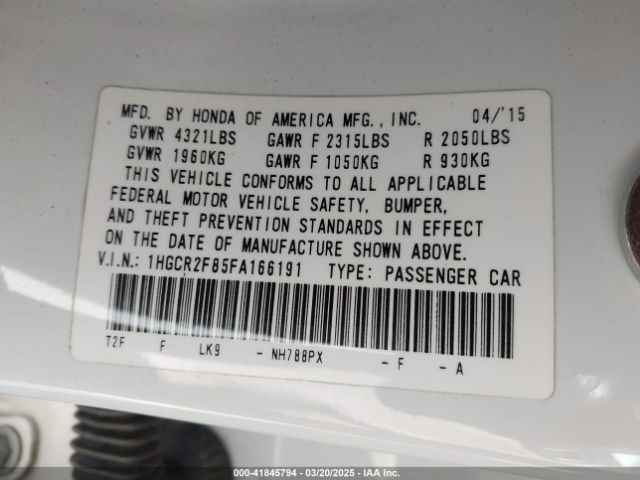 MFD. BY HONDA OF AMERICA MFG., INC. 04/'15
GVWR 4321LBS GAWR F 2315LBS R 2050LBS
GVWR 1960KG GAWR F 1050KG R 930KG
THIS VEHICLE CONFORMS TO ALL APPLICABLE
FEDERAL MOTOR VEHICLE SAFETY, BUMPER,
AND THEFT PREVENTION STANDARDS IN EFFECT
ON THE DATE OF MANUFACTURE SHOWN ABOVE.
V.I.N.: 1HGCR2F85FA166191 TYPE: PASSENGER CAR
T2F F LK9 - NH788PX - F - A
000-41845794 — 03/20/2025 — IAA Inc.